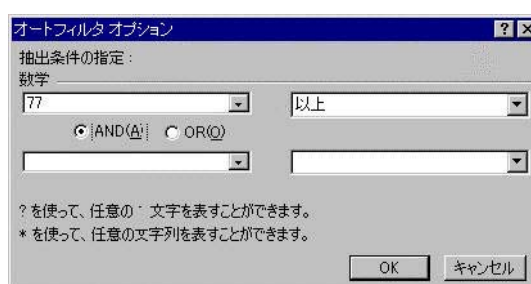 オートフィルタ オプション
抽出条件の指定:
数学
77 以上
AND(A) OR(O)
? を使って、任意の 文字を表すことができます。
* を使って、任意の文字列を表すことができます。
OK キャンセル